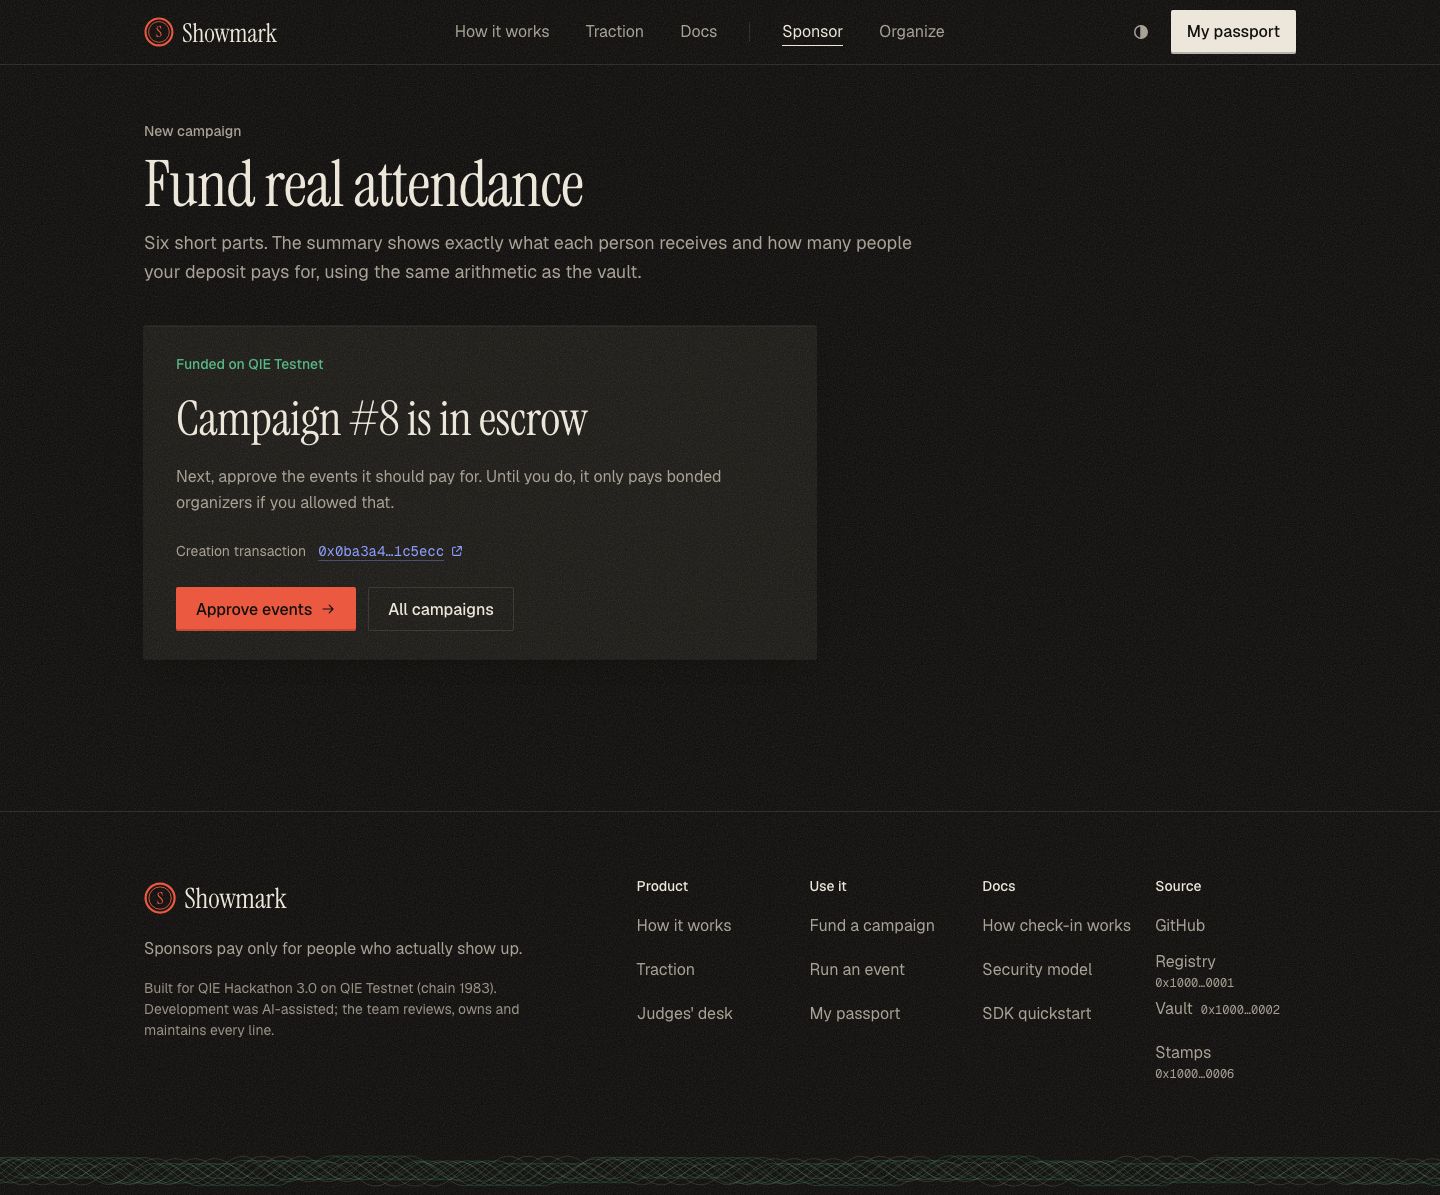 Showmark
How it works
Traction
Docs
Sponsor
Organize
My passport
New campaign
Fund real attendance
Six short parts. The summary shows exactly what each person receives and how many people
your deposit pays for, using the same arithmetic as the vault.
Funded on QIE Testnet
Campaign #8 is in escrow
Next, approve the events it should pay for. Until you do, it only pays bonded
organizers if you allowed that.
Creation transaction 0x0ba3a4…1c5ecc
Approve events →
All campaigns
Showmark
Sponsors pay only for people who actually show up.
Built for QIE Hackathon 3.0 on QIE Testnet (chain 1983).
Development was AI-assisted; the team reviews, owns and
maintains every line.
Product
How it works
Traction
Judges' desk
Use it
Fund a campaign
Run an event
My passport
Docs
How check-in works
Security model
SDK quickstart
Source
GitHub
Registry
0x1000…0001
Vault 0x1000…0002
Stamps
0x1000…0006